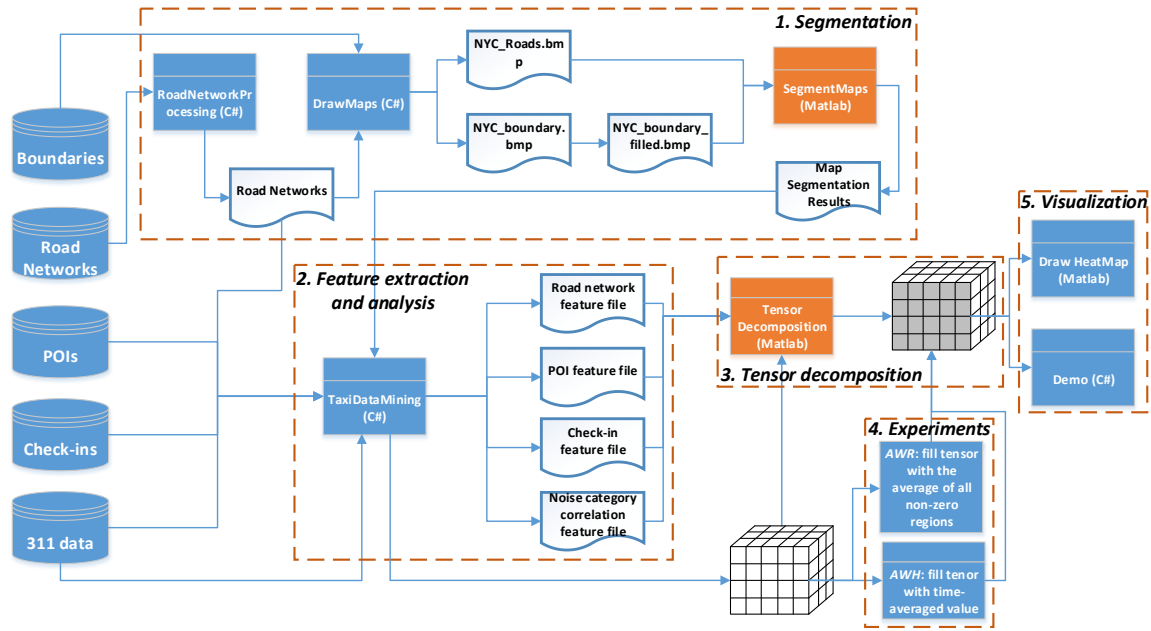 1. Segmentation
NYC_Roads.bm
p
RoadNetworkPr
ocessing (C#)
DrawMaps (C#)
SegmentMaps
(Matlab)
NYC_boundary.
bmp
NYC_boundary_
filled.bmp
Boundaries
Road Networks
Map
Segmentation
Results
Road
Networks
5. Visualization
Draw HeatMap
(Matlab)
2. Feature extraction
and analysis
Road network
feature file
Tensor
Decomposition
(Matlab)
POIs
POI feature file
3. Tensor decomposition
Demo (C#)
TaxiDataMining
(C#)
Check-ins
Check-in
feature file
4. Experiments
AWR: fill tensor
with the
average of all
non-zero
regions
Noise category
correlation
feature file
311 data
AWH: fill tenor
with time-
averaged value